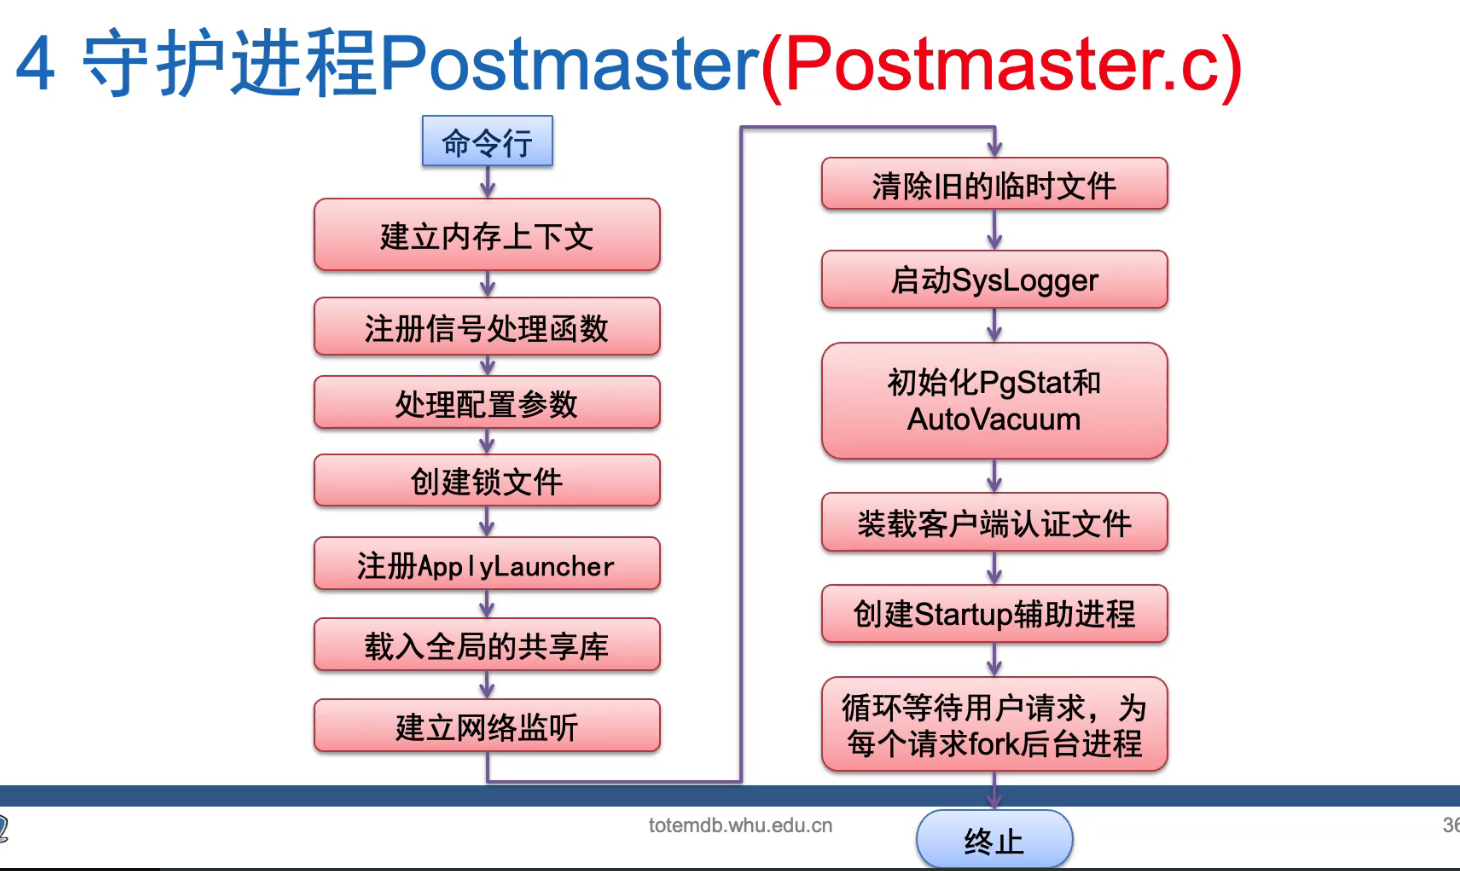 4 守护进程Postmaster(Postmaster.c)
命令行
建立内存上下文
注册信号处理函数
处理配置参数
创建锁文件
注册ApplyLauncher
载入全局的共享库
建立网络监听
清除旧的临时文件
启动SysLogger
初始化PgStat和
AutoVacuum
装载客户端认证文件
创建Startup辅助进程
循环等待用户请求，为
每个请求fork后台进程
终止
totemdb.whu.edu.cn